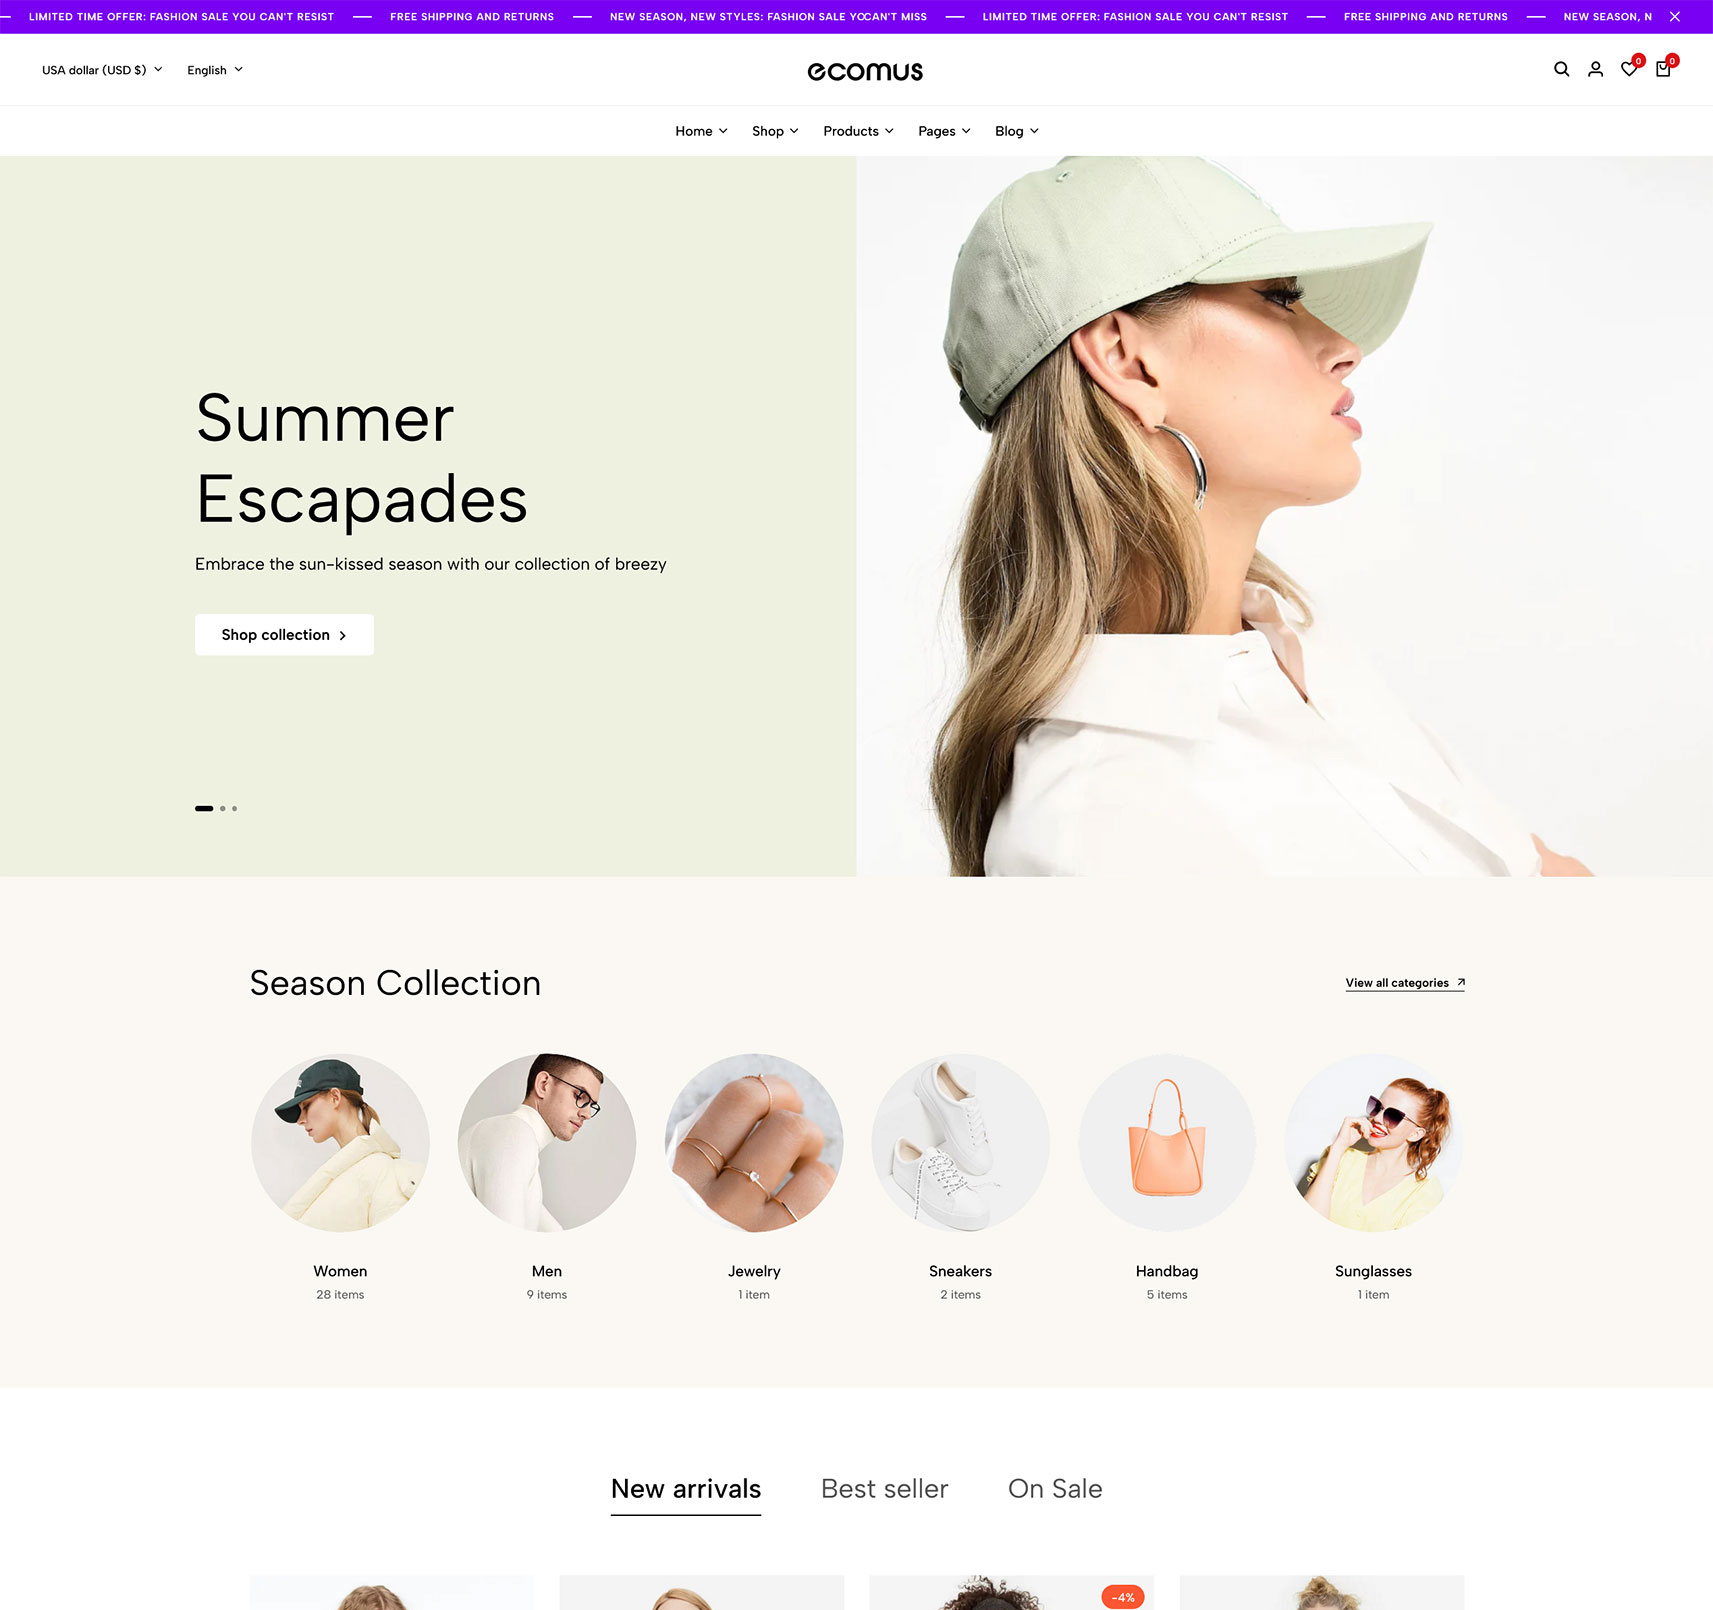 LIMITED TIME OFFER: FASHION SALE YOU CAN'T RESIST — FREE SHIPPING AND RETURNS — NEW SEASON, NEW STYLES: FASHION SALE YOCAN'T MISS — LIMITED TIME OFFER: FASHION SALE YOU CAN'T RESIST — FREE SHIPPING AND RETURNS — NEW SEASON, N
USA dollar (USD $) English ecomus 0 0
Home Shop Products Pages Blog
Summer
Escapades
Embrace the sun-kissed season with our collection of breezy
Shop collection
Season Collection View all categories
Women Men Jewelry Sneakers Handbag Sunglasses
28 items 9 items 1 item 2 items 5 items 1 item
New arrivals Best seller On Sale
-4%